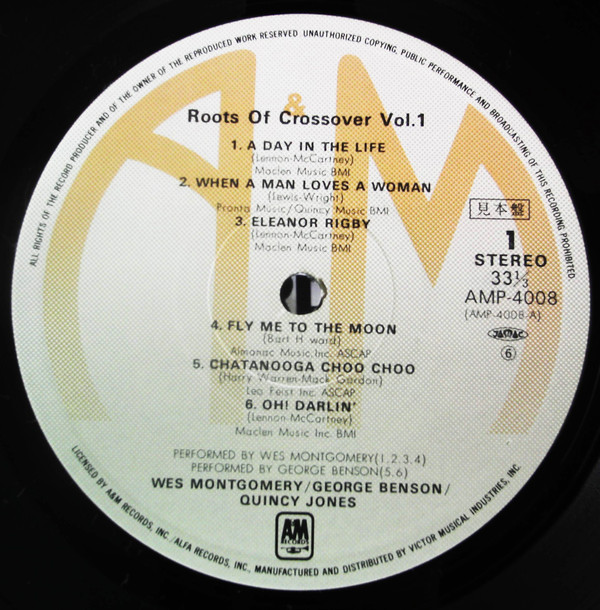 ALL RIGHTS OF THE RECORD PRODUCER AND OF THE OWNER OF THE REPRODUCED WORK RESERVED UNAUTHORIZED COPYING, PUBLIC PERFORMANCE AND BROADCASTING OF THIS RECORDING PROHIBITED
A&M
Roots Of Crossover Vol.1
1. A DAY IN THE LIFE
(Lennon-McCartney)
Maclen Music BMI
2. WHEN A MAN LOVES A WOMAN
(Lewis-Wright)
Pronto Music/Quincy Music BMI
3. ELEANOR RIGBY
(Lennon-McCartney)
Maclen Music BMI
見本盤
1
STEREO
33⅓
AMP-4008
(AMP-4008-A)
JASRAC
⑥
4. FLY ME TO THE MOON
(Bart H ward)
Almanac Music, Inc. ASCAP
5. CHATANOOGA CHOO CHOO
(Harry Warren-Mack Gordon)
Leo Feist Inc. ASCAP
6. OH! DARLIN'
(Lennon-McCartney)
Maclen Music Inc. BMI
PERFORMED BY WES MONTGOMERY(1,2,3,4)
PERFORMED BY GEORGE BENSON(5.6)
WES MONTGOMERY/GEORGE BENSON/
QUINCY JONES
A&M
RECORDS
LICENSED BY A&M RECORDS, INC./ALFA RECORDS, INC., MANUFACTURED AND DISTRIBUTED BY VICTOR MUSICAL INDUSTRIES, INC.